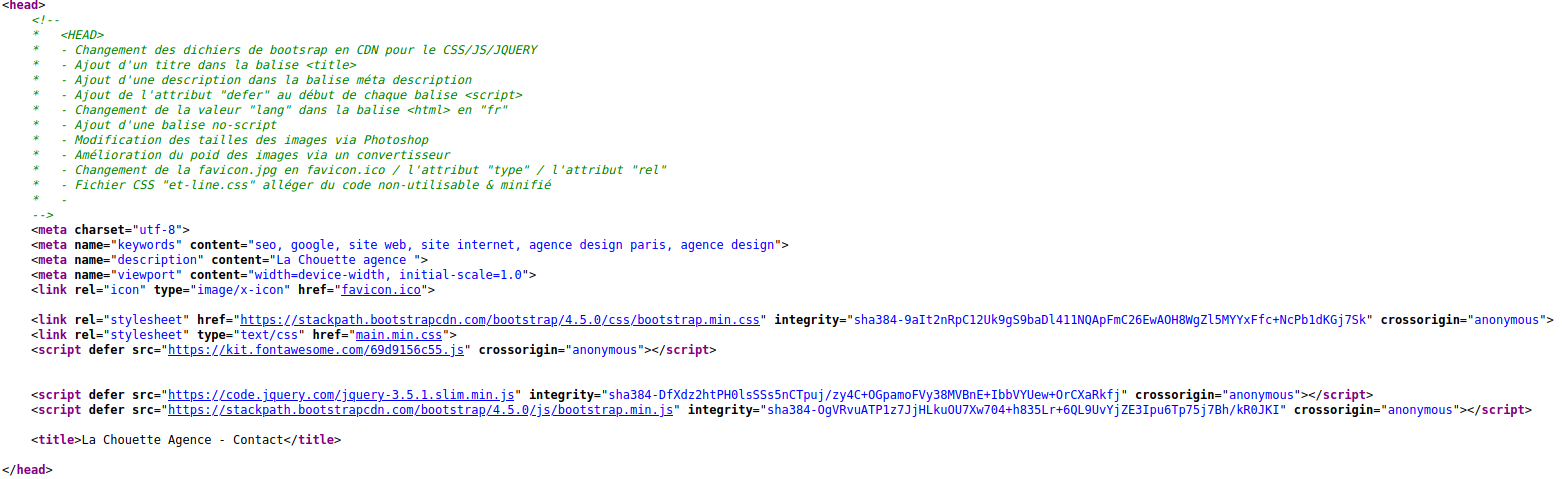 <head>
<!--
* <HEAD>
* - Changement des dichiers de bootsrap en CDN pour le CSS/JS/JQUERY
* - Ajout d'un titre dans la balise <title>
* - Ajout d'une description dans la balise méta description
* - Ajout de l'attribut "defer" au début de chaque balise <script>
* - Changement de la valeur "lang" dans la balise <html> en "fr"
* - Ajout d'une balise no-script
* - Modification des tailles des images via Photoshop
* - Amélioration du poid des images via un convertisseur
* - Changement de la favicon.jpg en favicon.ico / l'attribut "type" / l'attribut "rel"
* - Fichier CSS "et-line.css" alléger du code non-utilisable & minifié
* -
-->
<meta charset="utf-8">
<meta name="keywords" content="seo, google, site web, site internet, agence design paris, agence design">
<meta name="description" content="La Chouette agence ">
<meta name="viewport" content="width=device-width, initial-scale=1.0">
<link rel="icon" type="image/x-icon" href="favicon.ico">
<link rel="stylesheet" href="https://stackpath.bootstrapcdn.com/bootstrap/4.5.0/css/bootstrap.min.css" integrity="sha384-9aIt2nRpC12Uk9gS9baDl411NQApFmC26EwAOH8WgZl5MYYxFfc+NcPb1dKGj7Sk" crossorigin="anonymous">
<link rel="stylesheet" type="text/css" href="main.min.css">
<script defer src="https://kit.fontawesome.com/69d9156c55.js" crossorigin="anonymous"></script>
<script defer src="https://code.jquery.com/jquery-3.5.1.slim.min.js" integrity="sha384-DfXdz2htPH0lsSSs5nCTpuj/zy4C+OGpamoFVy38MVBnE+IbbVYUew+OrCXaRkfj" crossorigin="anonymous"></script>
<script defer src="https://stackpath.bootstrapcdn.com/bootstrap/4.5.0/js/bootstrap.min.js" integrity="sha384-OgVRvuATP1z7JjHLkuOU7Xw704+h835Lr+6QL9UvYjZE3Ipu6Tp75j7Bh/kR0JKI" crossorigin="anonymous"></script>
<title>La Chouette Agence - Contact</title>
</head>